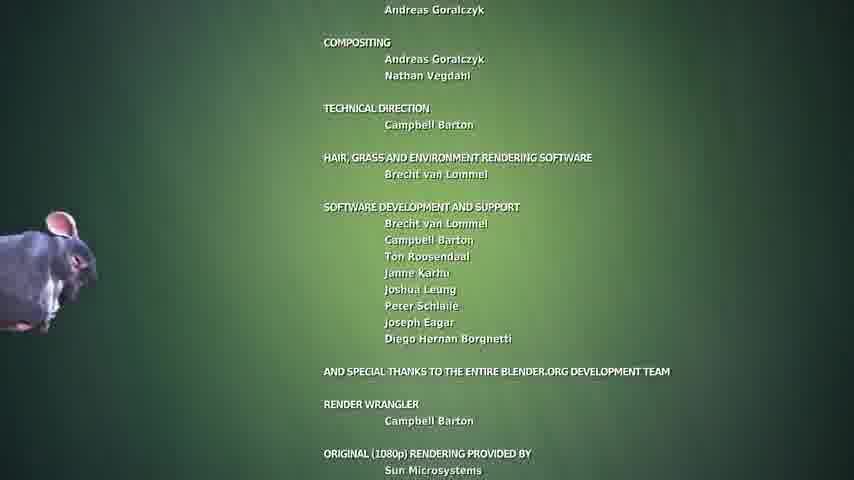 Andreas Goralczyk
COMPOSITING
Andreas Goralczyk
Nathan Vegdahl
TECHNICAL DIRECTION
Campbell Barton
HAIR, GRASS AND ENVIRONMENT RENDERING SOFTWARE
Brecht van Lommel
SOFTWARE DEVELOPMENT AND SUPPORT
Brecht van Lommel
Campbell Barton
Ton Roosendaal
Janne Karhu
Joshua Leung
Peter Schlaile
Joseph Eagar
Diego Hernan Borghetti
AND SPECIAL THANKS TO THE ENTIRE BLENDER.ORG DEVELOPMENT TEAM
RENDER WRANGLER
Campbell Barton
ORIGINAL (1080p) RENDERING PROVIDED BY
Sun Microsystems